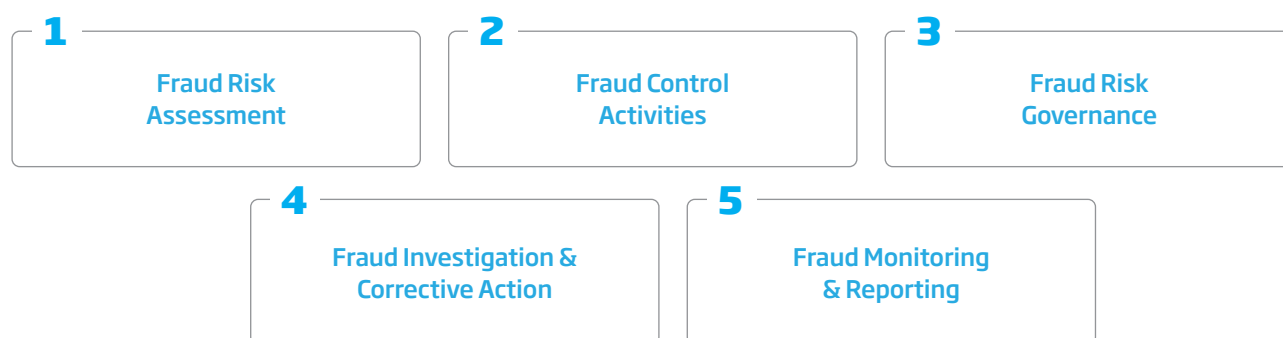 1
Fraud Risk
Assessment
2
Fraud Control
Activities
3
Fraud Risk
Governance
4
Fraud Investigation &
Corrective Action
5
Fraud Monitoring
& Reporting